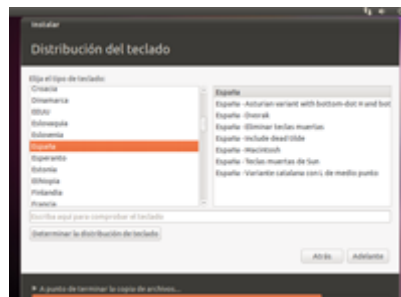 Instalar
Distribución del teclado
Elija el tipo de teclado:
Croacia
Dinamarca
EEUU
Eslovaquia
Eslovenia
España
Esperanto
Estonia
Ethiopia
Finlandia
Francia
España
España - Asturian variant with bottom-dot H and bot
España - Dvorak
España - Eliminar teclas muertas
España - Include dead tilde
España - Macintosh
España - Teclas muertas de Sun
España - Variante catalana con L de medio punto
Escriba aquí para comprobar el teclado
Determinar la distribución de teclado
Atrás
Adelante
A punto de terminar la copia de archivos...